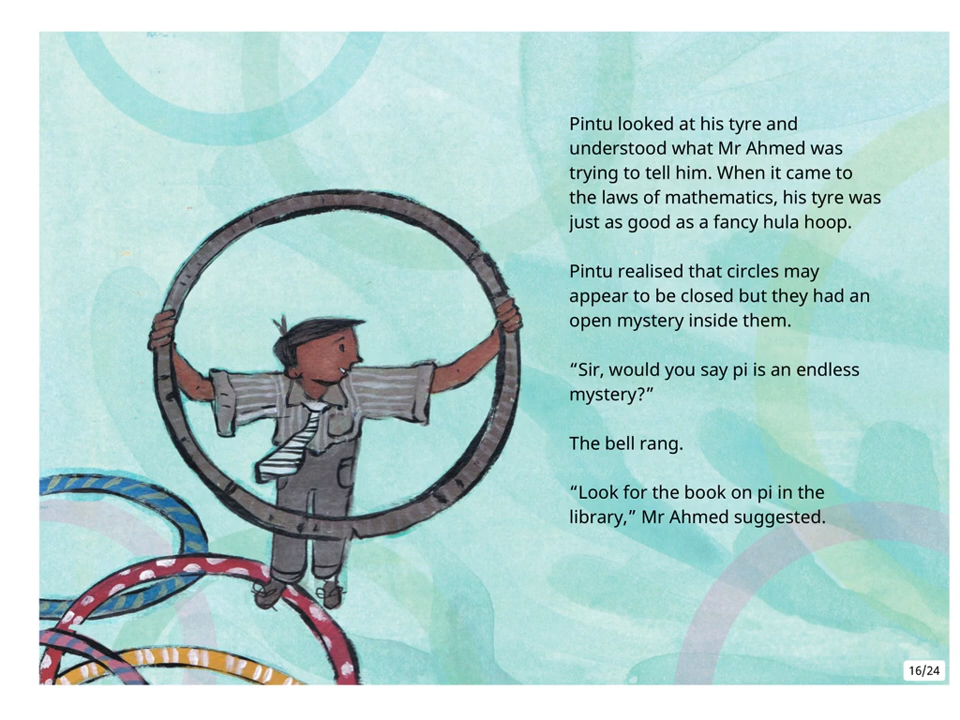 Pintu looked at his tyre and
understood what Mr Ahmed was
trying to tell him. When it came to
the laws of mathematics, his tyre was
just as good as a fancy hula hoop.
Pintu realised that circles may
appear to be closed but they had an
open mystery inside them.
“Sir, would you say pi is an endless
mystery?”
The bell rang.
“Look for the book on pi in the
library,” Mr Ahmed suggested.
16/24